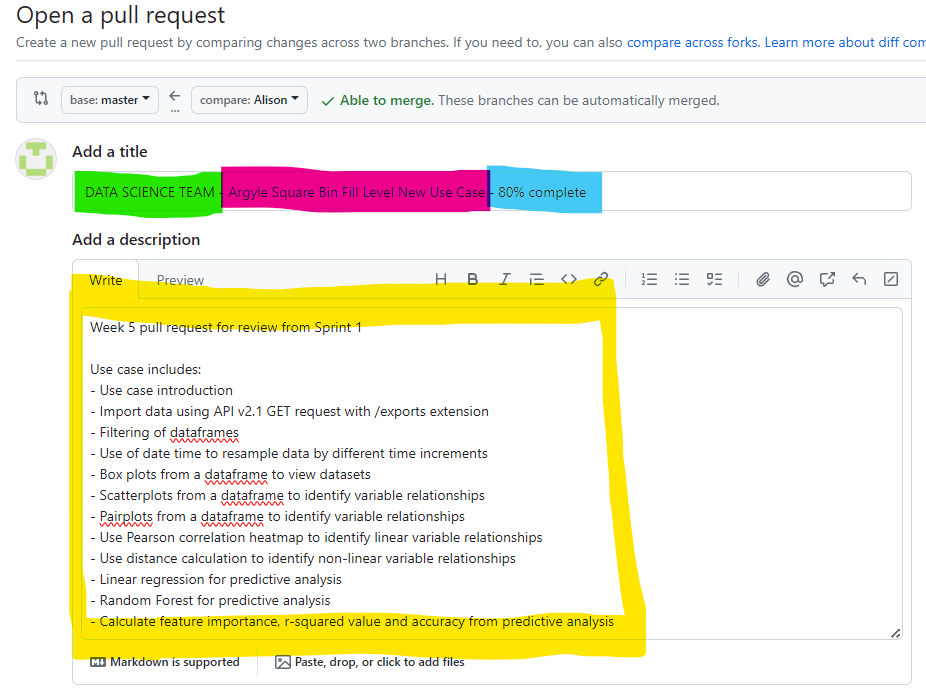 Open a pull request
Create a new pull request by comparing changes across two branches. If you need to, you can also compare across forks. Learn more about diff
base: master ← compare: Alison ✓ Able to merge. These branches can be automatically merged.
...
Add a title
DATA SCIENCE TEAM - Argyle Square Bin Fill Level New Use Case - 80% complete
Add a description
Write Preview
Week 5 pull request for review from Sprint 1
Use case includes:
- Use case introduction
- Import data using API v2.1 GET request with /exports extension
- Filtering of dataframes
- Use of date time to resample data by different time increments
- Box plots from a dataframe to view datasets
- Scatterplots from a dataframe to identify variable relationships
- Pairplots from a dataframe to identify variable relationships
- Use Pearson correlation heatmap to identify linear variable relationships
- Use distance calculation to identify non-linear variable relationships
- Linear regression for predictive analysis
- Random Forest for predictive analysis
- Calculate feature importance, r-squared value and accuracy from predictive analysis
Markdown is supported Paste, drop, or click to add files